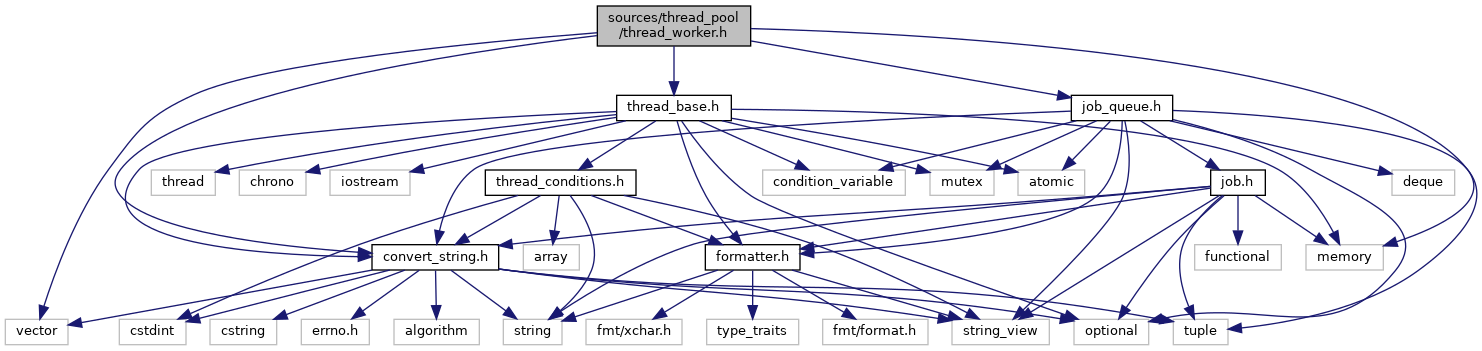 sources/thread_pool
/thread_worker.h
thread_base.h
job_queue.h
thread
chrono
iostream
thread_conditions.h
condition_variable
mutex
atomic
job.h
deque
convert_string.h
array
formatter.h
functional
memory
vector
cstdint
cstring
errno.h
algorithm
string
fmt/xchar.h
type_traits
fmt/format.h
string_view
optional
tuple